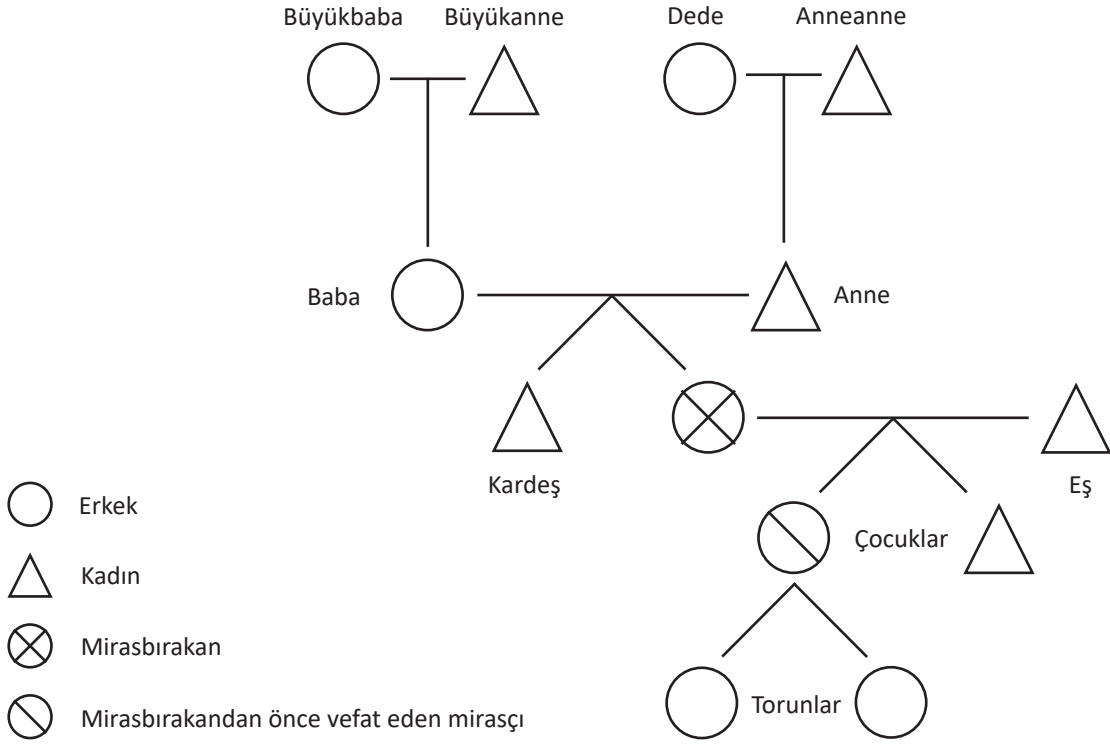 Büyükbaba Büyükanne Dede Anneanne
Baba Anne
Kardeş Eş
Erkek
Çocuklar
Kadın
Mirasbırakan
Torunlar
Mirasbırakandan önce vefat eden mirasçı